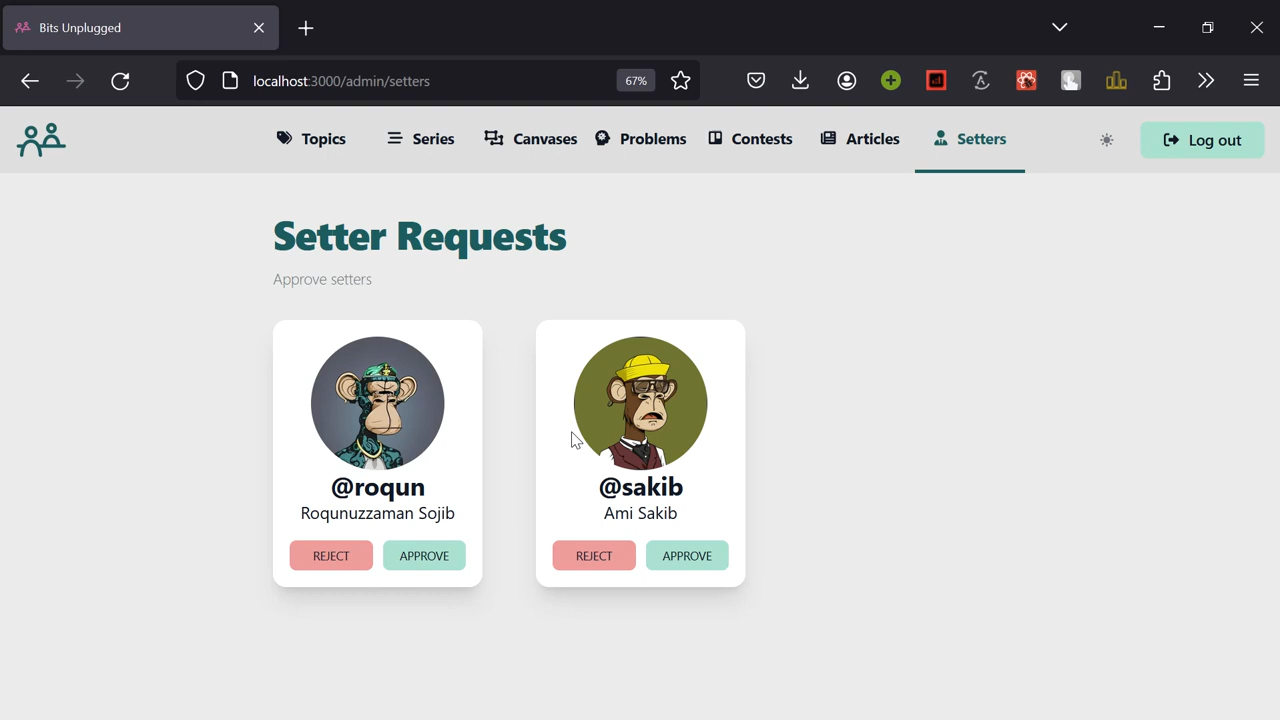 Bits Unplugged
localhost:3000/admin/setters
67%
Topics
Series
Canvases
Problems
Contests
Articles
Setters
Log out
Setter Requests
Approve setters
@roqun
Roqunuzzaman Sojib
REJECT
APPROVE
@sakib
Ami Sakib
REJECT
APPROVE